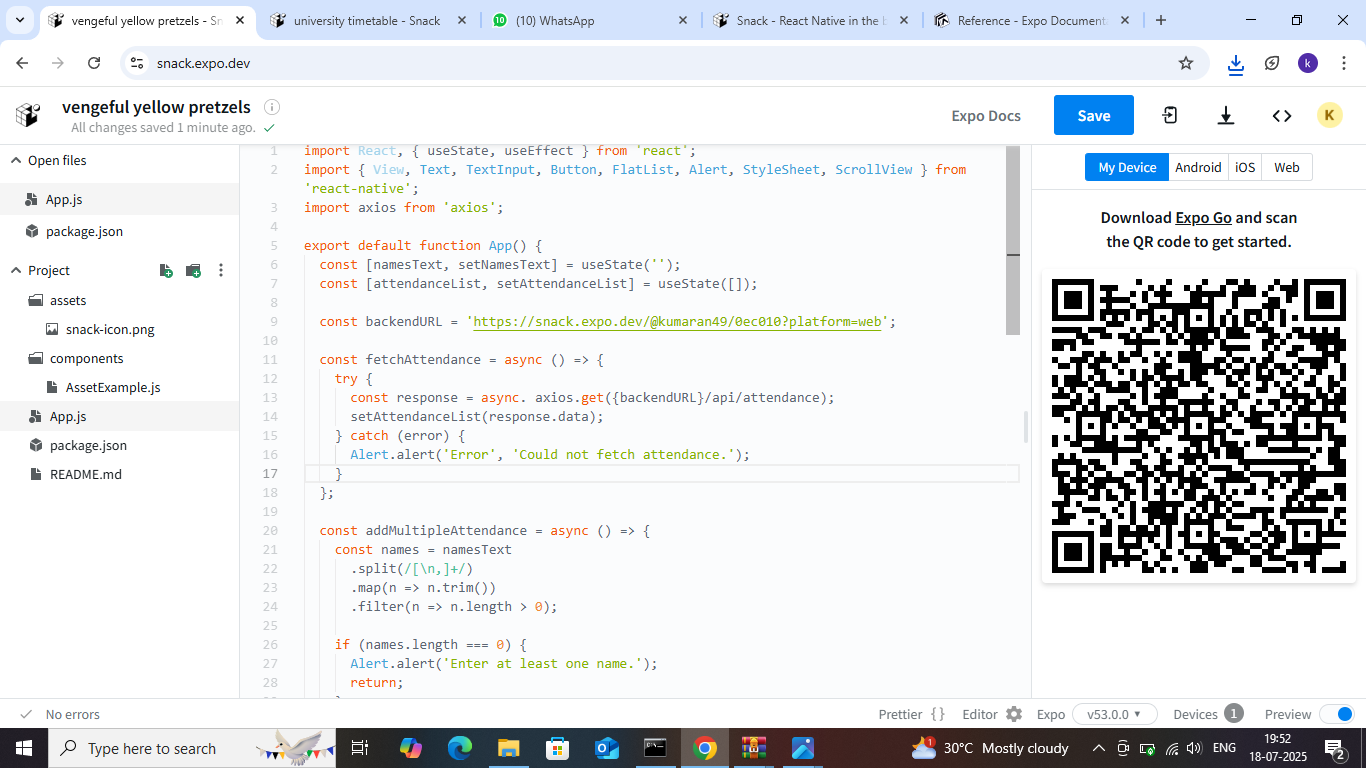 vengeful yellow pretzels - Sn
university timetable - Snack
(10) WhatsApp
Snack - React Native in the b
Reference - Expo Document
snack.expo.dev
k
vengeful yellow pretzels
All changes saved 1 minute ago.
Expo Docs
Save
K
Open files
App.js
package.json
Project
assets
snack-icon.png
components
AssetExample.js
App.js
package.json
README.md
1 import React, { useState, useEffect } from 'react';
2 import { View, Text, TextInput, Button, FlatList, Alert, StyleSheet, ScrollView } from
'react-native';
3 import axios from 'axios';
4
5 export default function App() {
6 const [namesText, setNamesText] = useState('');
7 const [attendanceList, setAttendanceList] = useState([]);
8
9 const backendURL = 'https://snack.expo.dev/@kumaran49/0ec010?platform=web';
10
11 const fetchAttendance = async () => {
12 try {
13 const response = async. axios.get({backendURL}/api/attendance);
14 setAttendanceList(response.data);
15 } catch (error) {
16 Alert.alert('Error', 'Could not fetch attendance.');
17 }
18 };
19
20 const addMultipleAttendance = async () => {
21 const names = namesText
22 .split(/[\n,]+/)
23 .map(n => n.trim())
24 .filter(n => n.length > 0);
25
26 if (names.length === 0) {
27 Alert.alert('Enter at least one name.');
28 return;
My Device Android iOS Web
Download Expo Go and scan
the QR code to get started.
No errors
Prettier {} Editor Expo v53.0.0 Devices 1 Preview
Type here to search
1
30°C Mostly cloudy
ENG
19:52
18-07-2025
2